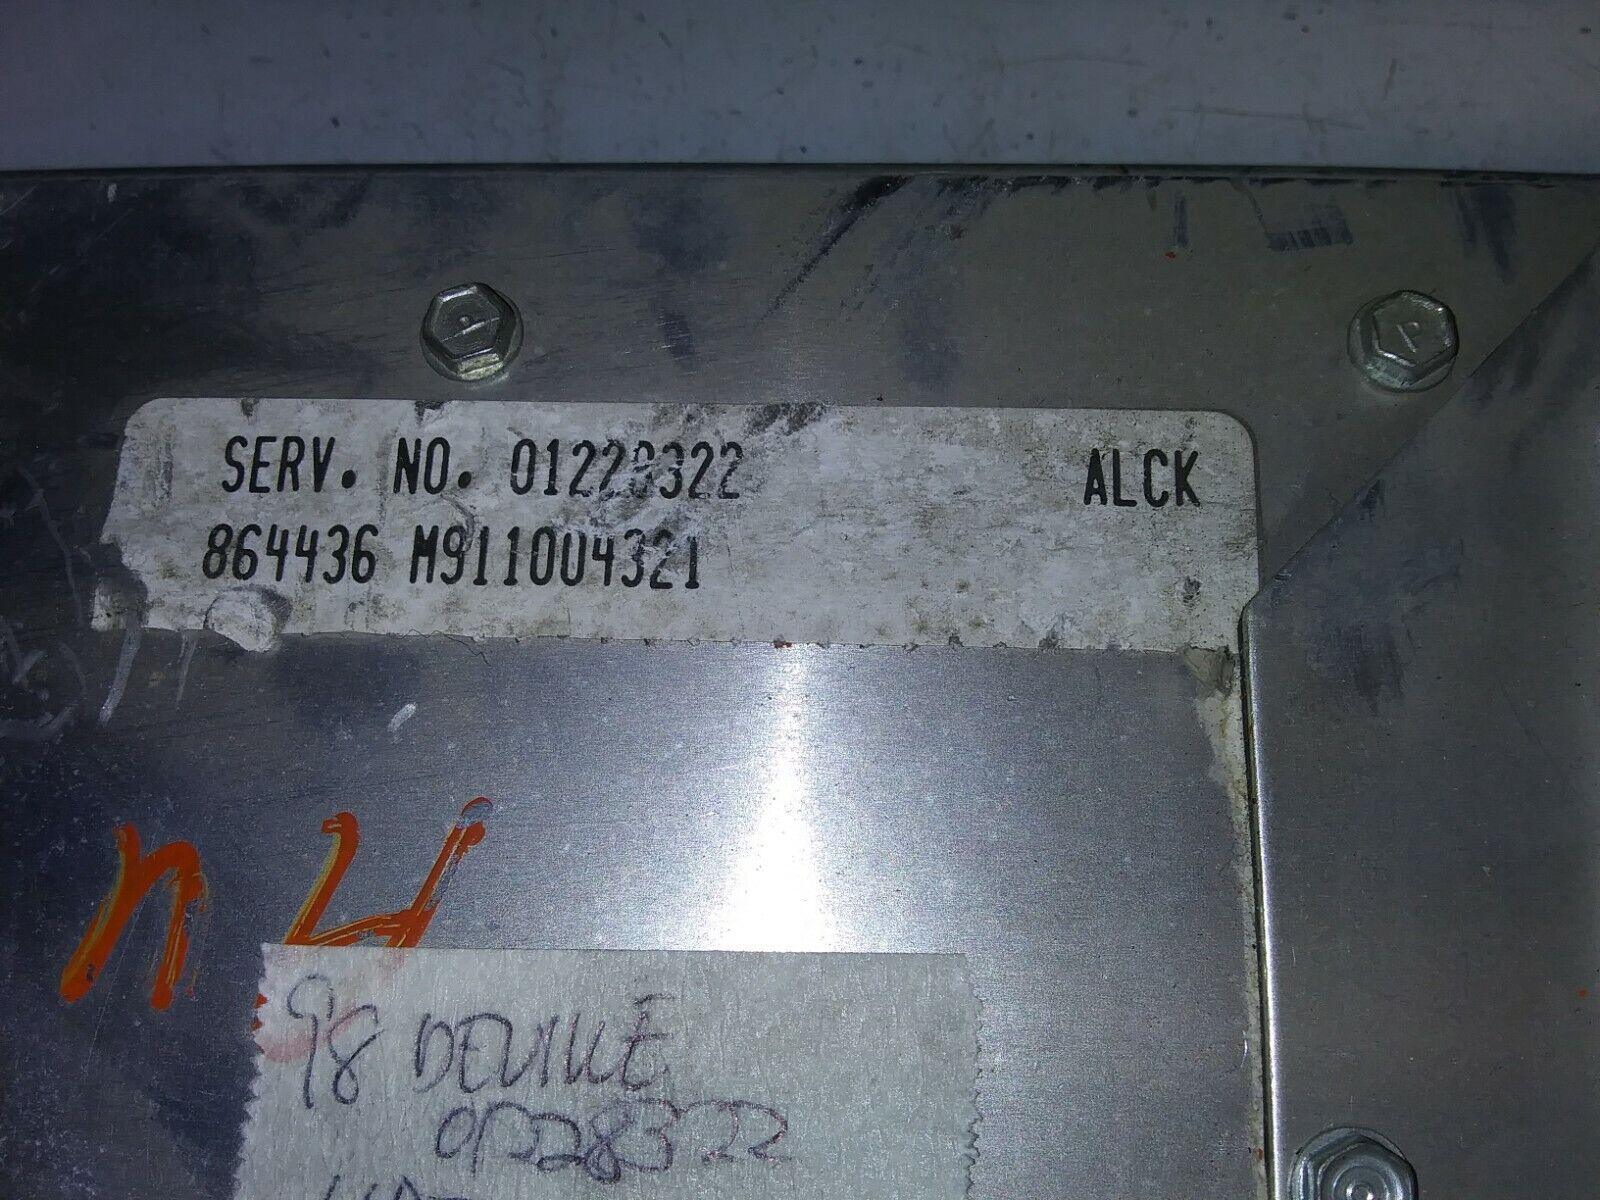 SERV. NO. 01228322 ALCK
864436 M911004321
'98 DEVILLE
01228322